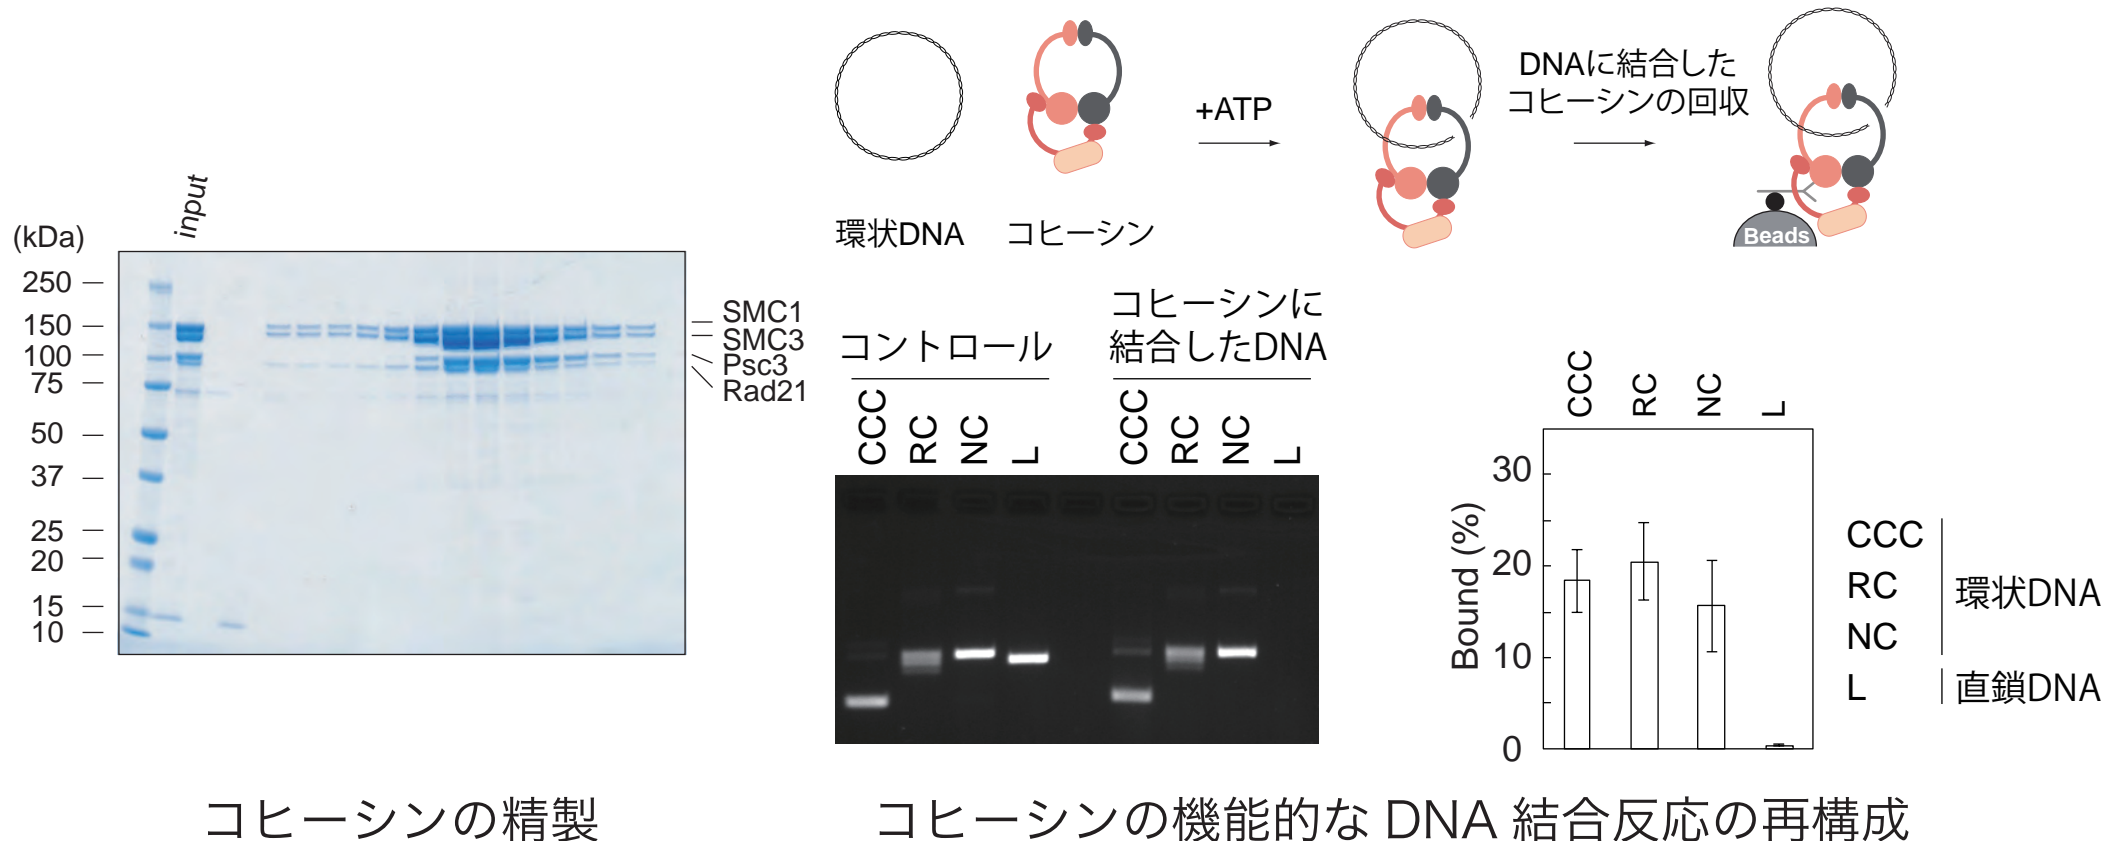 (kDa)
input
250
150
100
75
50
37
25
20
15
10
SMC1
SMC3
Psc3
Rad21
コヒーシンの精製
環状DNA
コヒーシン
+ATP
DNAに結合した
コヒーシンの回収
Beads
コントロール
コヒーシンに
結合したDNA
CCC
RC
NC
L
CCC
RC
NC
L
CCC
RC
NC
L
Bound (%)
30
20
10
0
CCC
RC
NC
環状DNA
L
直鎖DNA
コヒーシンの機能的な DNA 結合反応の再構成